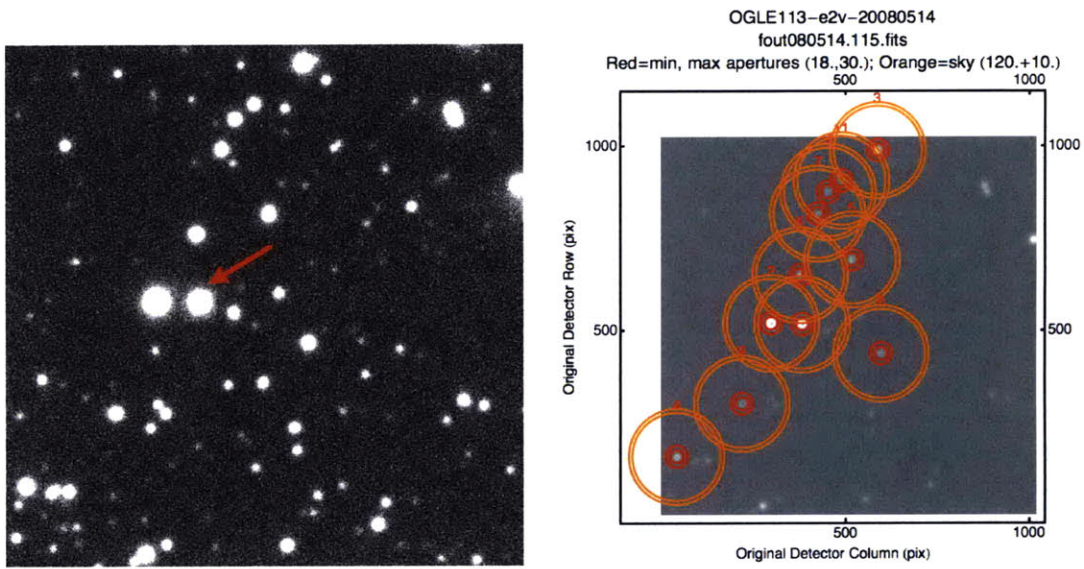 OGLE113-e2v-20080514
fout080514.115.fits
Red=min, max apertures (18.,30.); Orange=sky (120.+10.)
500 1000
3
1000 1000
500 500
500 1000
Original Detector Row (pix)
Original Detector Column (pix)